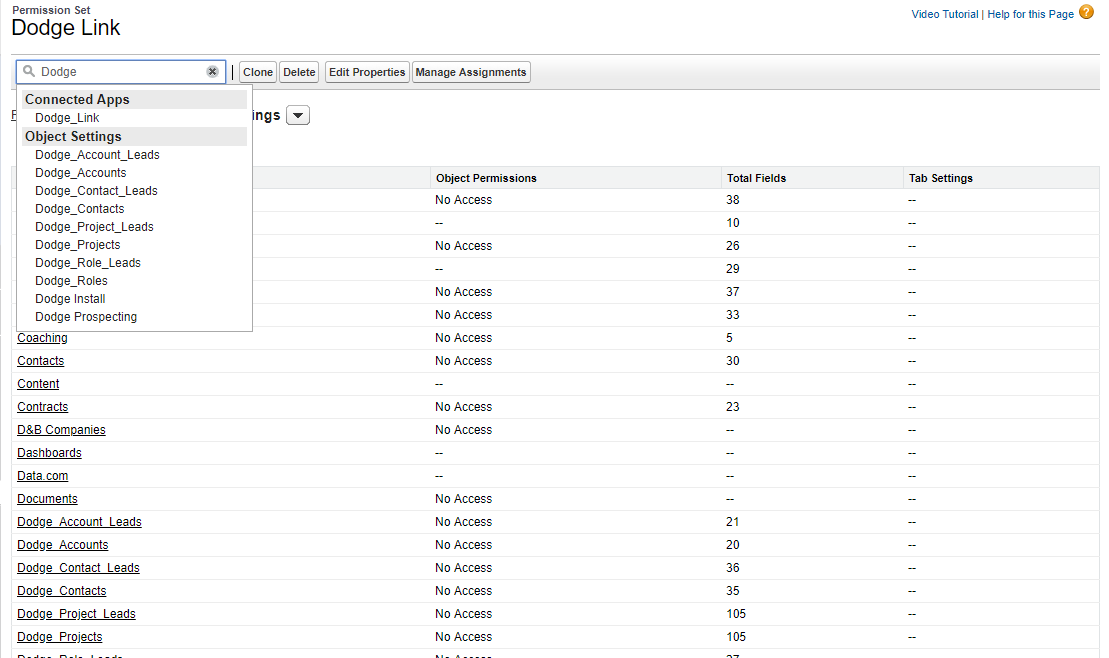 Permission Set
Dodge Link
Video Tutorial | Help for this Page ?
Dodge
Clone Delete Edit Properties Manage Assignments
ings
Connected Apps
Dodge_Link
Object Settings
Dodge_Account_Leads
Dodge_Accounts
Dodge_Contact_Leads
Dodge_Contacts
Dodge_Project_Leads
Dodge_Projects
Dodge_Role_Leads
Dodge_Roles
Dodge Install
Dodge Prospecting
Object Permissions Total Fields Tab Settings
No Access 38 --
-- 10 --
No Access 26 --
-- 29 --
No Access 37 --
No Access 33 --
Coaching No Access 5 --
Contacts No Access 30 --
Content -- -- --
Contracts No Access 23 --
D&B Companies No Access -- --
Dashboards -- -- --
Data.com -- -- --
Documents No Access -- --
Dodge_Account_Leads No Access 21 --
Dodge_Accounts No Access 20 --
Dodge_Contact_Leads No Access 36 --
Dodge_Contacts No Access 35 --
Dodge_Project_Leads No Access 105 --
Dodge_Projects No Access 105 --
Dodge_Role_Leads No Access 27 --